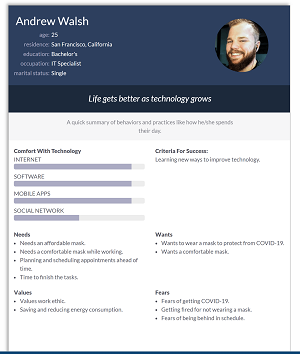 Andrew Walsh
age: 25
residence: San Francisco, California
education: Bachelor's
occupation: IT Specialist
marital status: Single
Life gets better as technology grows
A quick summary of behaviors and practices like how he/she spends
their day.
Comfort With Technology
INTERNET
SOFTWARE
MOBILE APPS
SOCIAL NETWORK
Criteria For Success:
Learning new ways to improve technology.
Needs
• Needs an affordable mask.
• Needs a comfortable mask while working.
• Planning and scheduling appointments ahead of
time.
• Time to finish the tasks.
Wants
• Wants to wear a mask to protect from COVID-19.
• Wants a comfortable mask.
Values
• Values work ethic.
• Saving and reducing energy consumption.
Fears
• Fears of getting COVID-19.
• Getting fired for not wearing a mask.
• Fears of being behind in schedule.